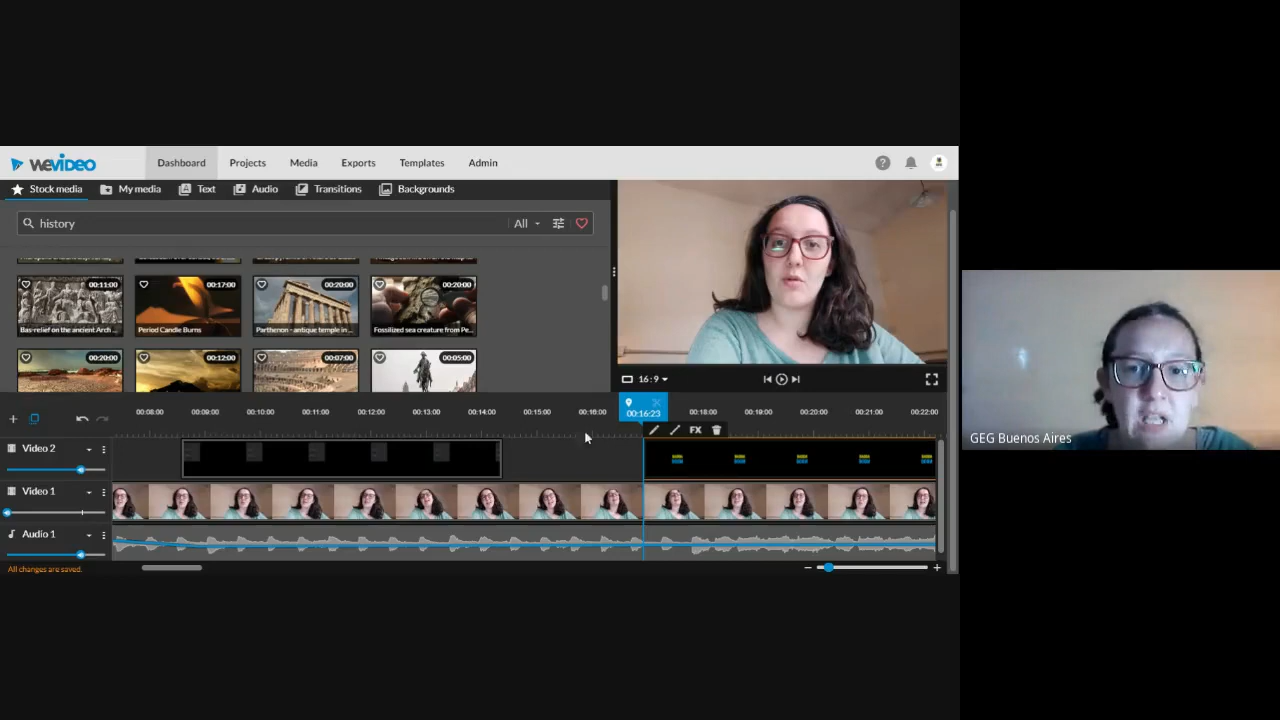 WeVIDEO Dashboard Projects Media Exports Templates Admin
Stock media My media Text Audio Transitions Backgrounds
history All
00:11:00 00:17:00 00:20:00 00:20:00
Bas-relief on the ancient Arch ... Period Candle Burns Parthenon - antique temple in ... Fossilized sea creature from Pe...
00:20:00 00:12:00 00:07:00 00:05:00
16:9
00:08:00 00:09:00 00:10:00 00:11:00 00:12:00 00:13:00 00:14:00 00:15:00 00:16:00 00:16:23 00:18:00 00:19:00 00:20:00 00:21:00 00:22:00
FX
Video 2
Video 1
Audio 1
All changes are saved.
GEG Buenos Aires